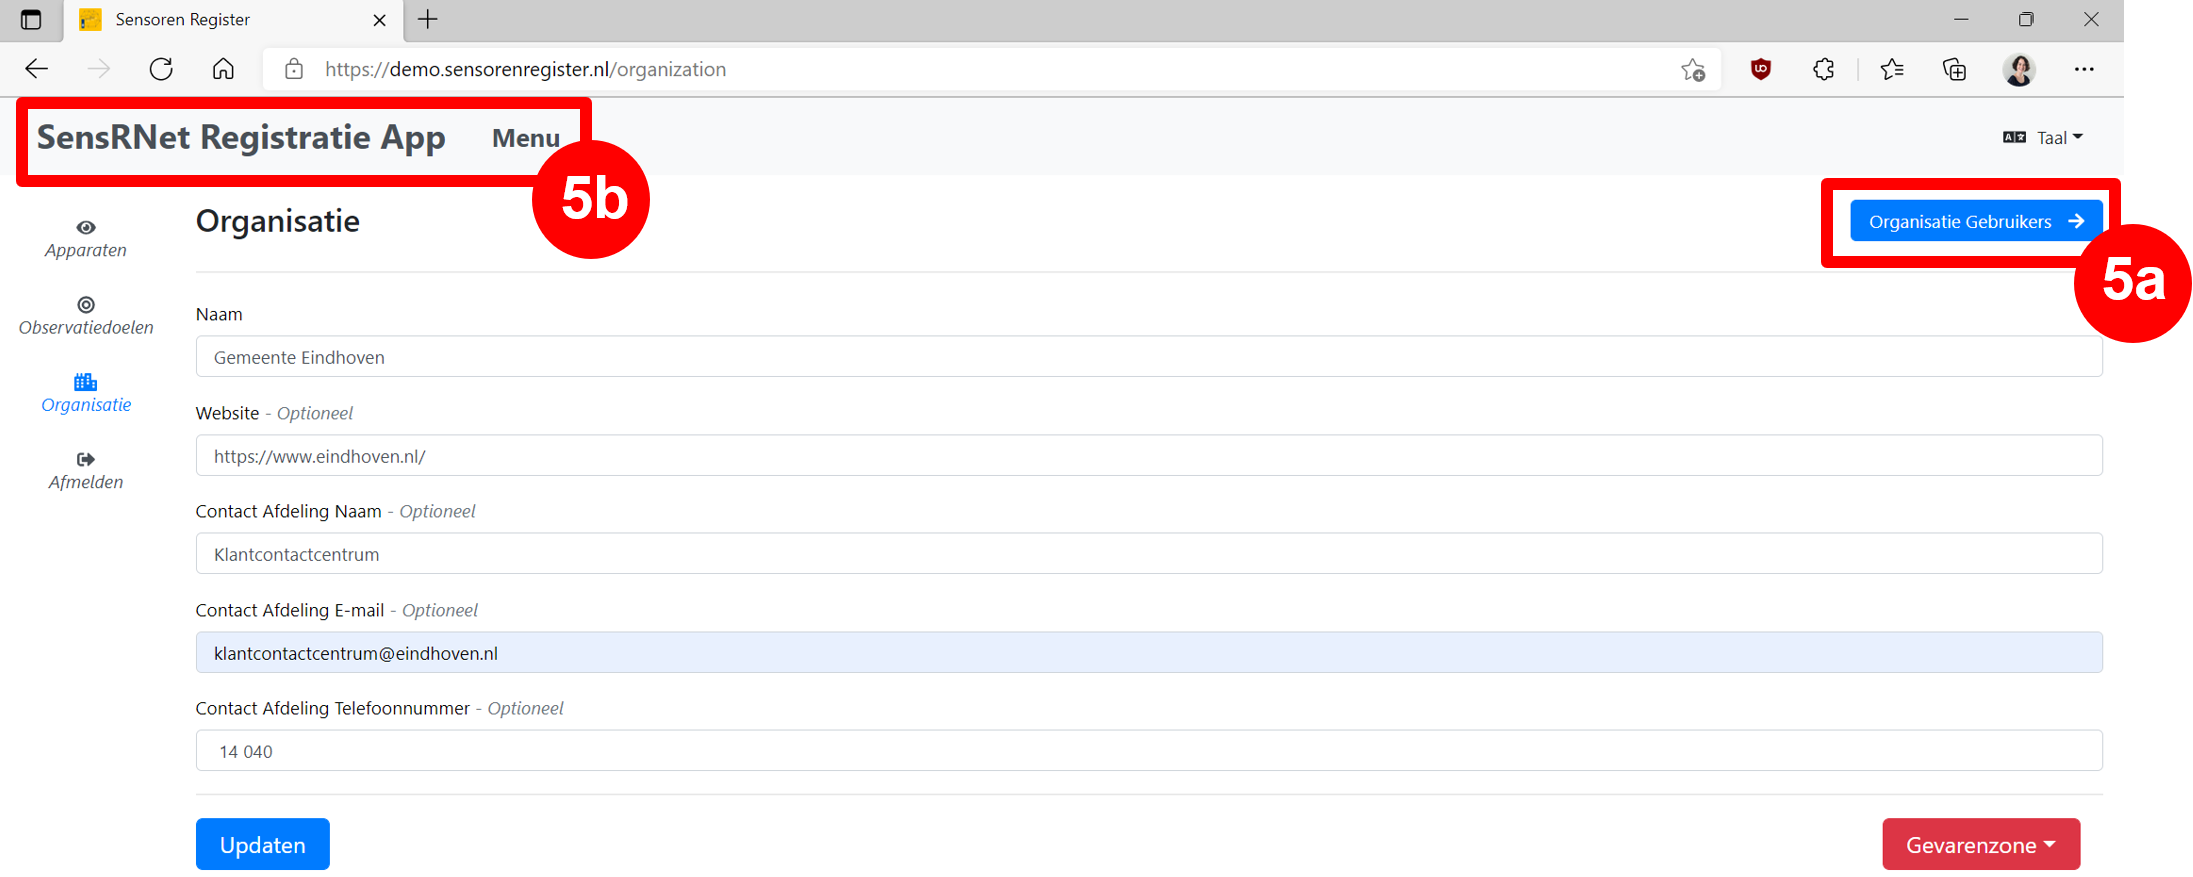 Sensoren Register
https://demo.sensorenregister.nl/organization
SensRNet Registratie App Menu
Taal
5b
Organisatie
Organisatie Gebruikers
5a
Apparaten
Observatiedoelen
Organisatie
Afmelden
Naam
Gemeente Eindhoven
Website - Optioneel
https://www.eindhoven.nl/
Contact Afdeling Naam - Optioneel
Klantcontactcentrum
Contact Afdeling E-mail - Optioneel
klantcontactcentrum@eindhoven.nl
Contact Afdeling Telefoonnummer - Optioneel
14 040
Updaten
Gevarenzone